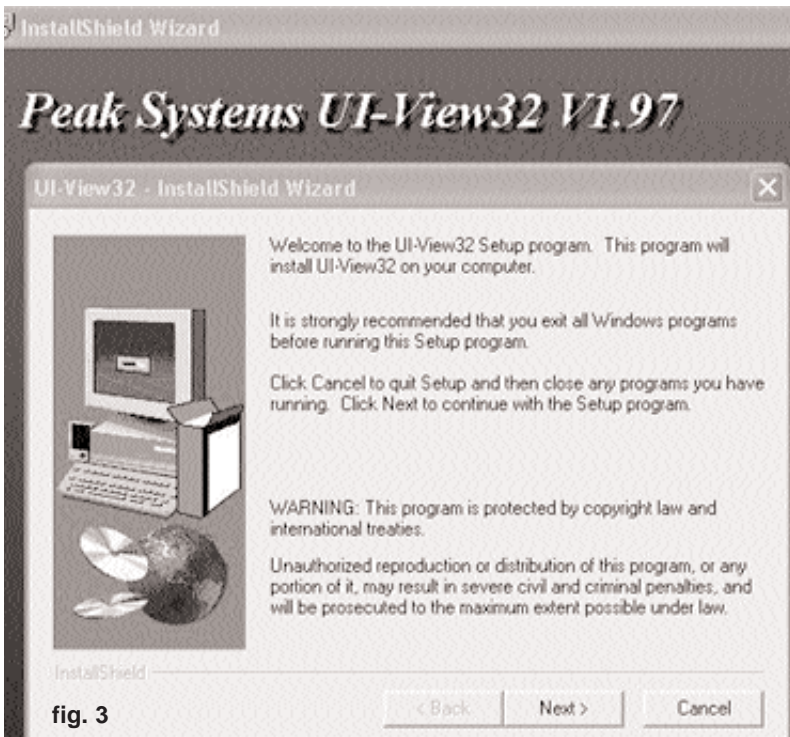 InstallShield Wizard
Peak Systems UI-View32 V1.97
UI-View32 - InstallShield Wizard
Welcome to the UI-View32 Setup program.  This program will
install UI-View32 on your computer.
It is strongly recommended that you exit all Windows programs
before running this Setup program.
Click Cancel to quit Setup and then close any programs you have
running.  Click Next to continue with the Setup program.
WARNING: This program is protected by copyright law and
international treaties.
Unauthorized reproduction or distribution of this program, or any
portion of it, may result in severe civil and criminal penalties, and
will be prosecuted to the maximum extent possible under law.
InstallShield
fig. 3
< Back
Next >
Cancel